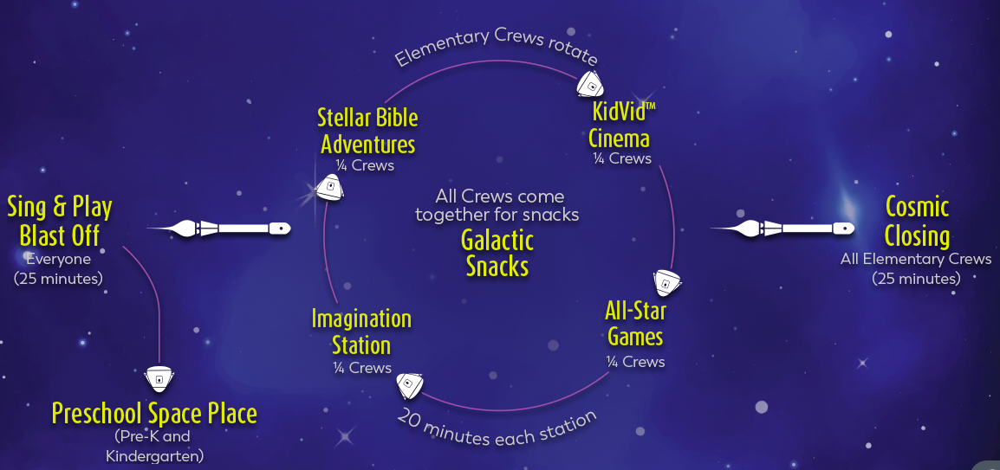 Elementary Crews rotate
Stellar Bible
Adventures
¼ Crews
KidVid™
Cinema
¼ Crews
Sing & Play
Blast Off
Everyone
(25 minutes)
All Crews come
together for snacks
Galactic
Snacks
Cosmic
Closing
All Elementary Crews
(25 minutes)
Imagination
Station
¼ Crews
All-Star
Games
¼ Crews
20 minutes each station
Preschool Space Place
(Pre-K and
Kindergarten)